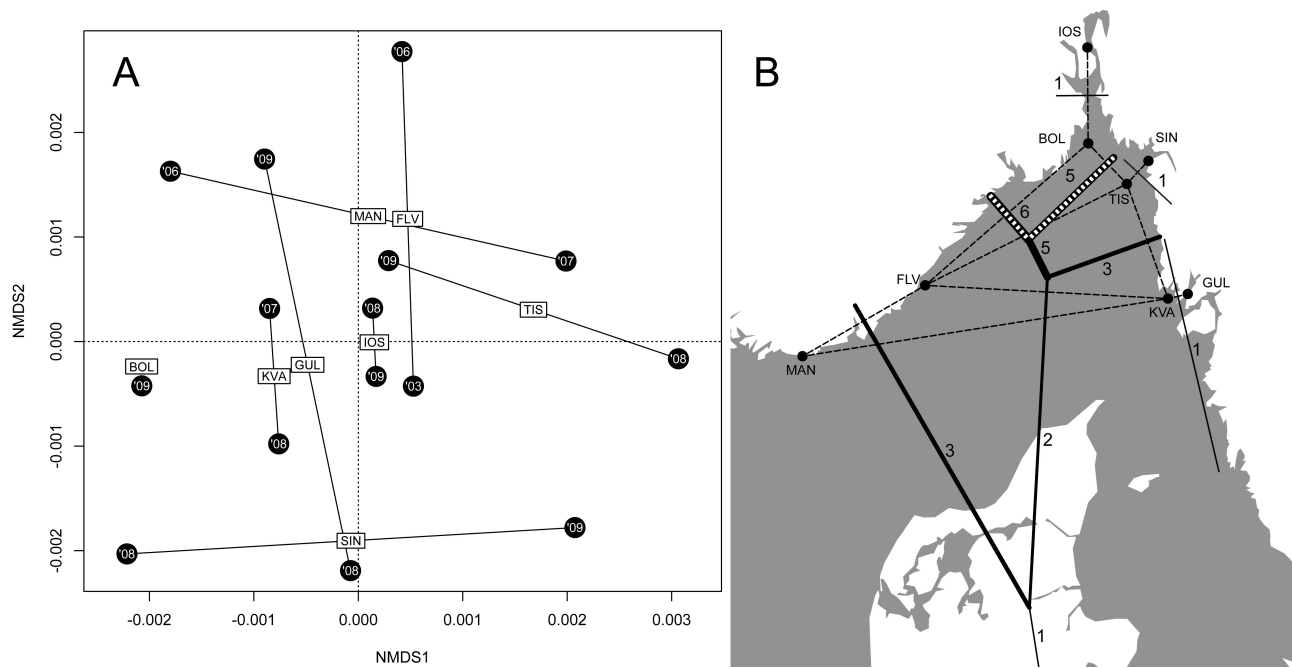 A
'06
'09
'06
MAN
FLV
'09
'07
'07
'08
TIS
IOS
'08
BOL
GUL
KVA
'09
'09
'03
'08
'09
SIN
'08
'08
0.002
0.001
0.000
-0.001
-0.002
NMDS2
-0.002
-0.001
0.000
0.001
0.002
0.003
NMDS1
B
IOS
1
BOL
SIN
5
1
TIS
6
5
3
FLV
GUL
KVA
1
MAN
2
3
1